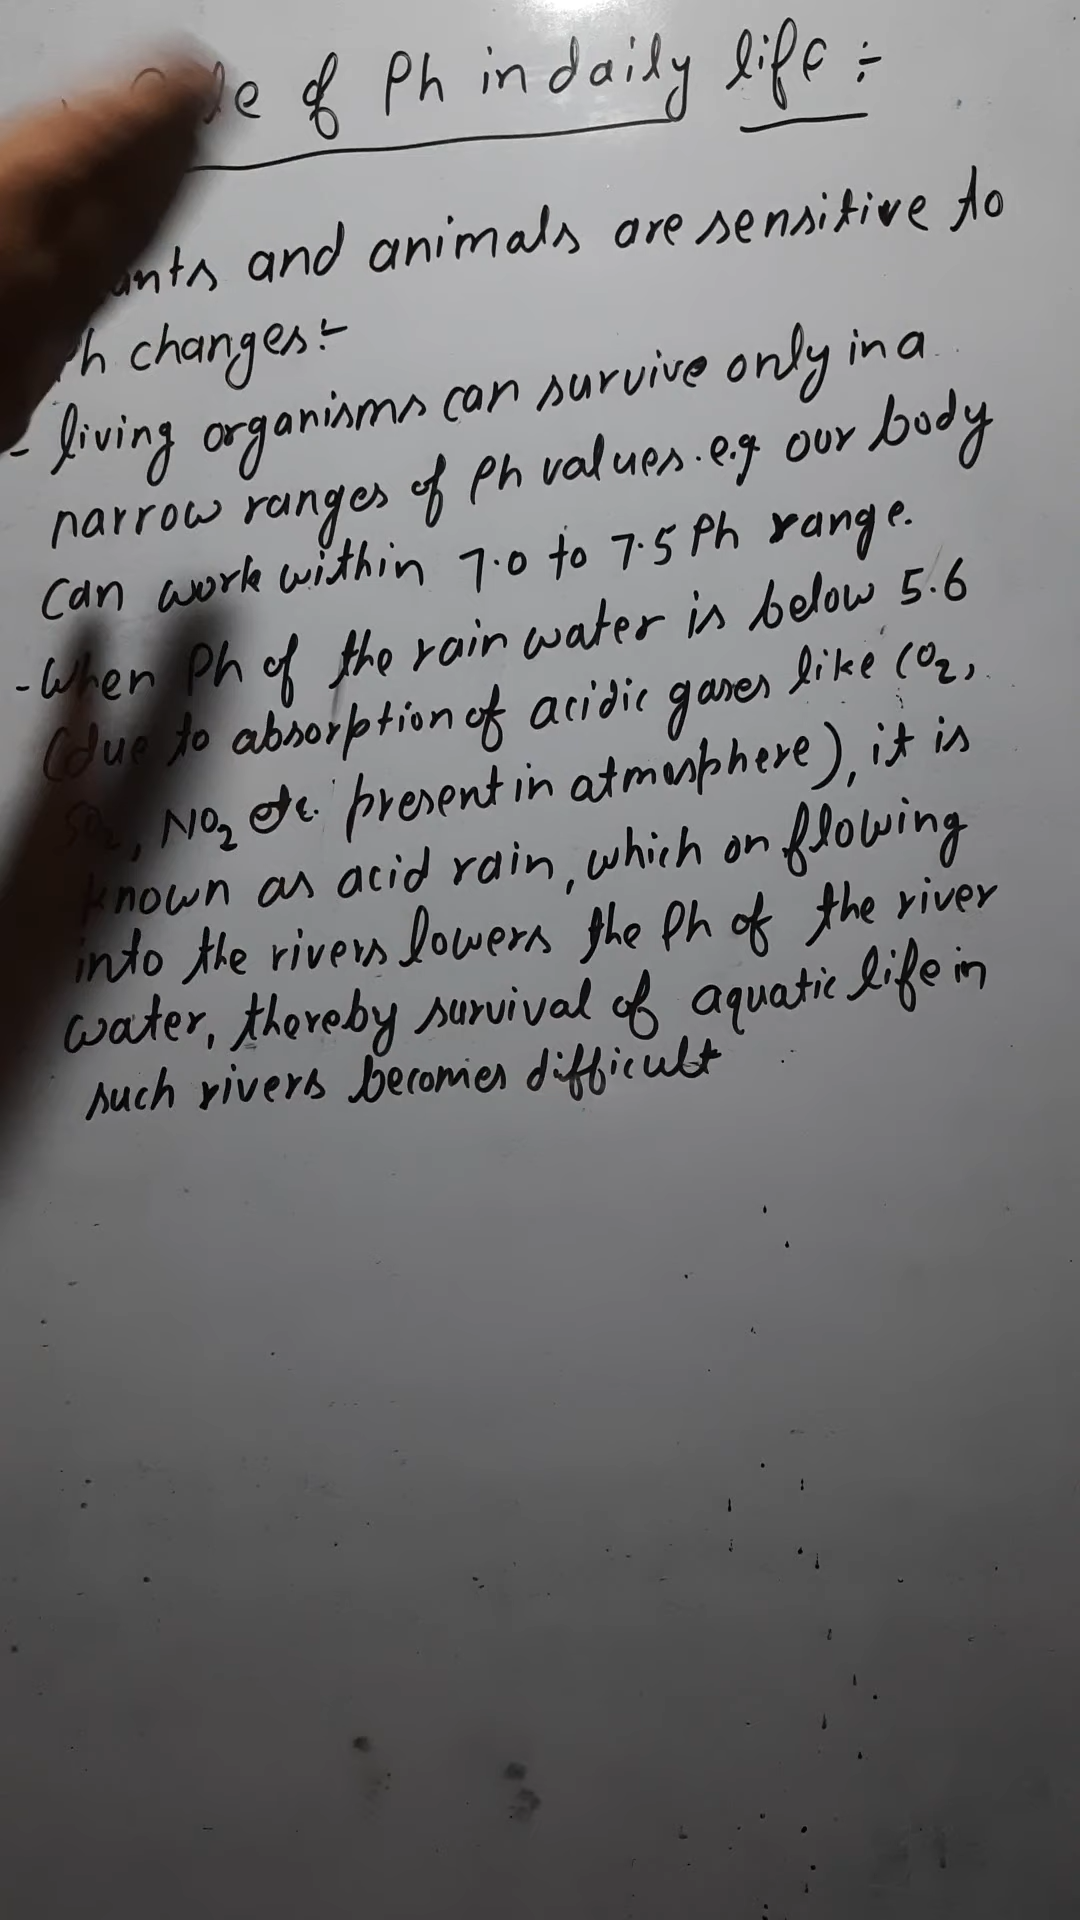 of Ph in daily life :-
and animals are sensitive to
changes:-
- living organisms can survive only in a
narrow ranges of Ph values. e.g our body
can work within 7.0 to 7.5 Ph range.
- When Ph of the rain water is below 5.6
(due to absorption of acidic gases like CO2,
SO2, NO2 etc. present in atmosphere), it is
known as acid rain, which on flowing
into the rivers lowers the Ph of the river
water, thereby survival of aquatic life in
such rivers becomes difficult